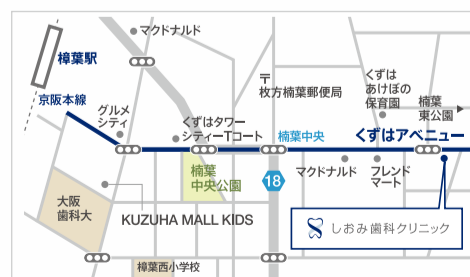 マクドナルド
樟葉駅
京阪本線
グルメ
シティ
くずはタワー
シティーTコート
〒
枚方楠葉郵便局
くずは
あけぼの
保育園
楠葉
東公園
楠葉中央
くずはアベニュー
楠葉
中央公園
18
マクドナルド
フレンド
マート
大阪
歯科大
KUZUHA MALL KIDS
しおみ歯科クリニック
樟葉西小学校